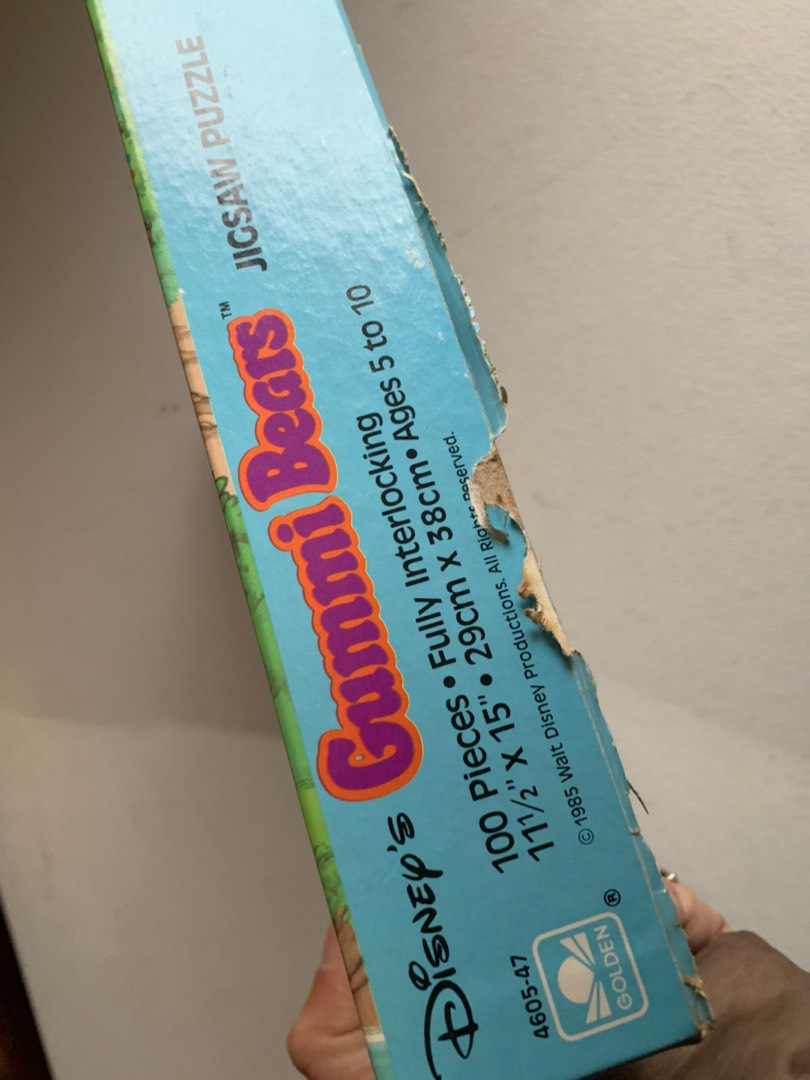 Disney's Gummi Bears™ JIGSAW PUZZLE
100 Pieces • Fully Interlocking
11½" X 15" • 29cm X 38cm • Ages 5 to 10
©1985 Walt Disney Productions. All Rights Reserved.
4605-47
GOLDEN®